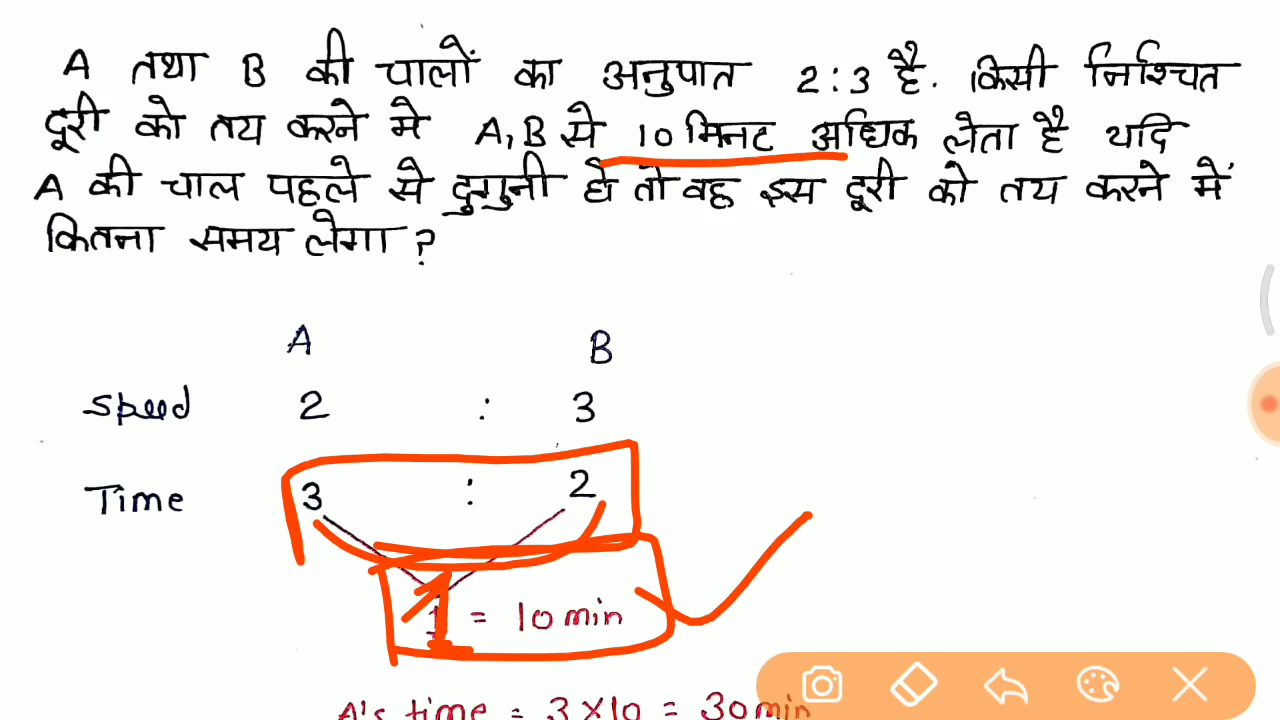 A तथा B की चालों का अनुपात 2:3 है. किसी निश्चित
दूरी को तय करने मे A,B से 10 मिनट अधिक लेता है यदि
A की चाल पहले से दुगुनी हो तो वह इस दूरी को तय करने में
कितना समय लेगा ?
A B
Speed 2 : 3
Time 3 : 2
1 = 10 min
A's time = 3 X 10 = 30 min